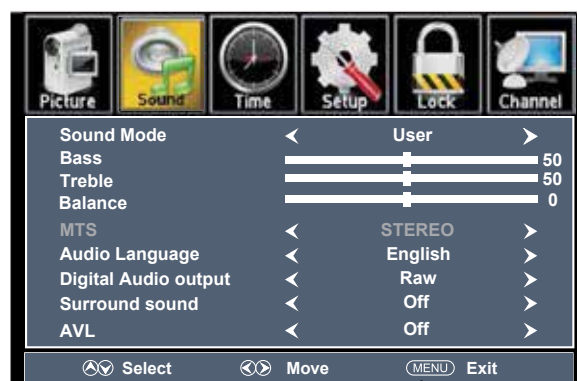 Picture Sound Time Setup Lock Channel
Sound Mode User
Bass 50
Treble 50
Balance 0
MTS STEREO
Audio Language English
Digital Audio output Raw
Surround sound Off
AVL Off
Select Move MENU Exit